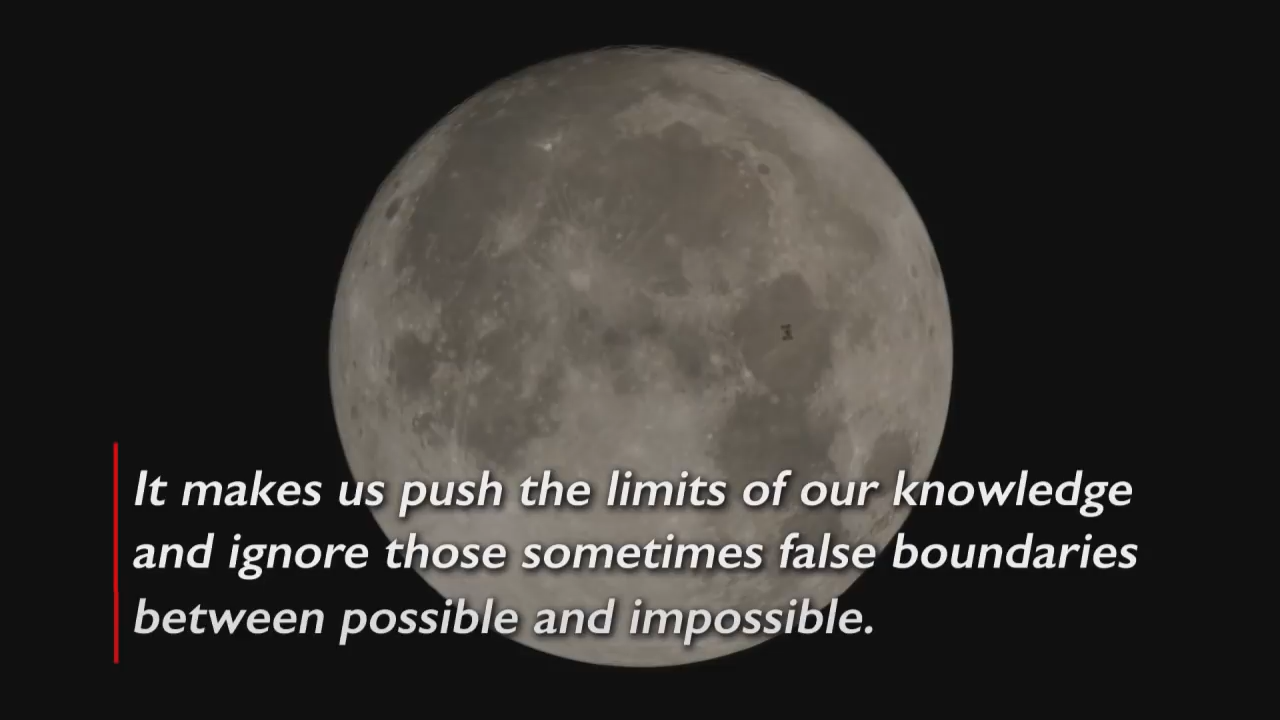 It makes us push the limits of our knowledge
and ignore those sometimes false boundaries
between possible and impossible.